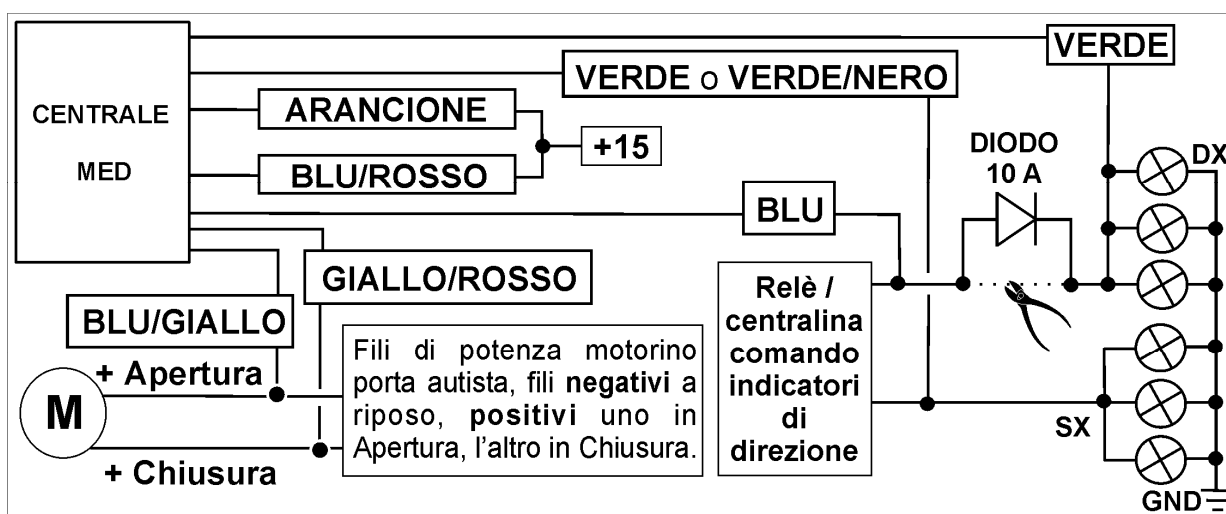 VERDE
VERDE o VERDE/NERO
CENTRALE
MED
ARANCIONE
+15
BLU/ROSSO
DIODO
10 A
DX
BLU
GIALLO/ROSSO
BLU/GIALLO
Relè /
centralina
comando
indicatori
di
direzione
+ Apertura
M
+ Chiusura
Fili di potenza motorino
porta autista, fili negativi a
riposo, positivi uno in
Apertura, l'altro in Chiusura.
SX
GND